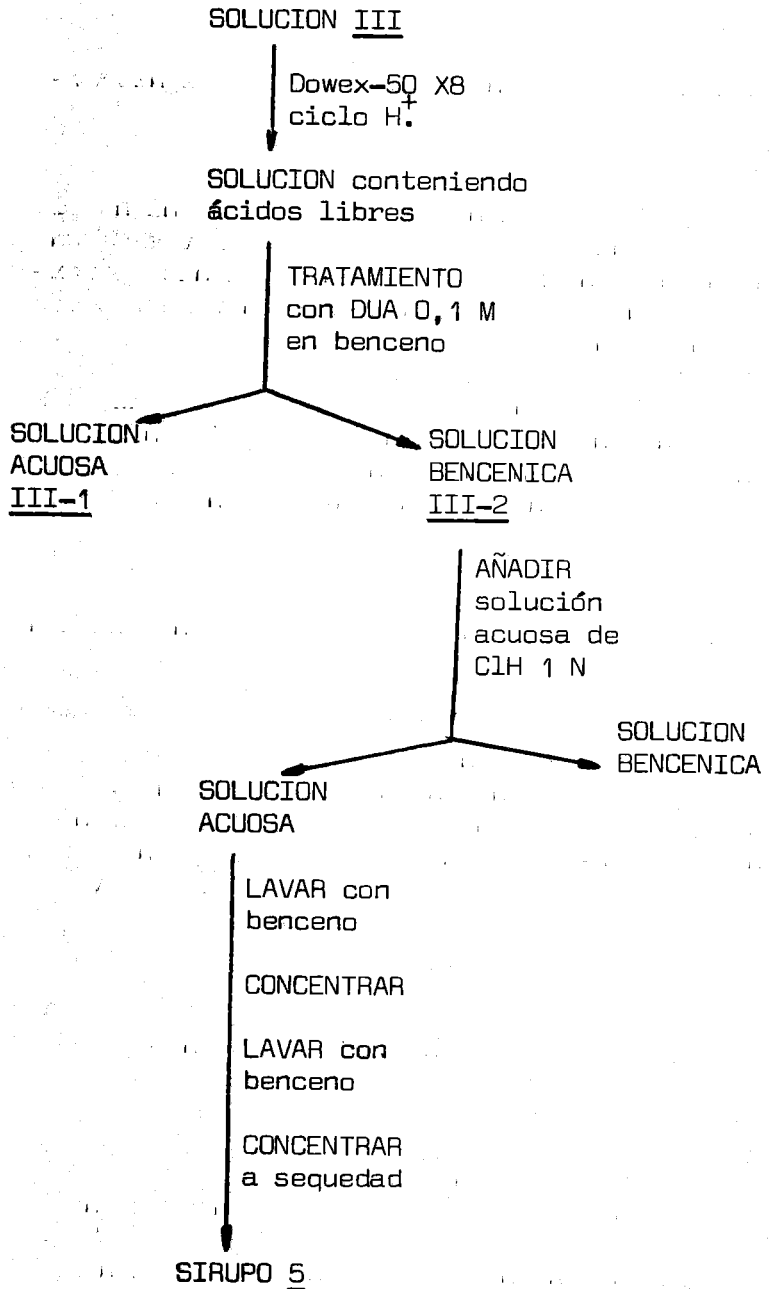 SOLUCION III
Dowex-50 X8
ciclo H⁺.
SOLUCION conteniendo
ácidos libres
TRATAMIENTO
con DUA 0,1 M
en benceno
SOLUCION
ACUOSA
III-1
SOLUCION
BENCENICA
III-2
AÑADIR
solución
acuosa de
ClH 1 N
SOLUCION
BENCENICA
SOLUCION
ACUOSA
LAVAR con
benceno
CONCENTRAR
LAVAR con
benceno
CONCENTRAR
a sequedad
SIRUPO 5